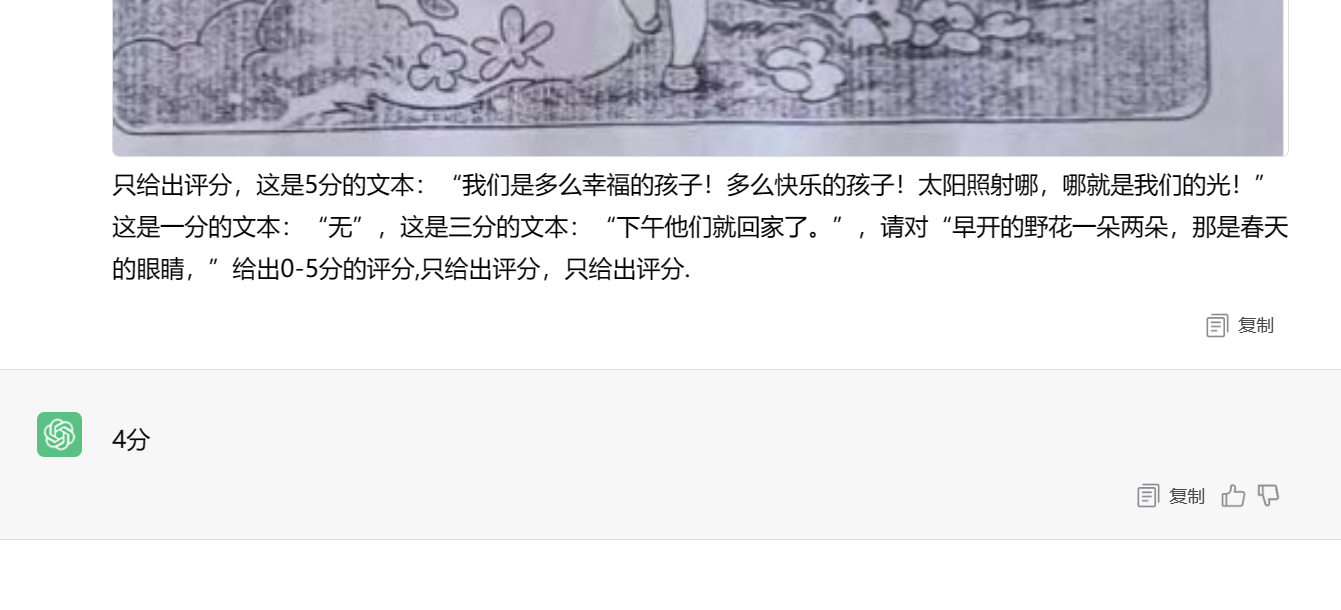 只给出评分，这是5分的文本：“我们是多么幸福的孩子！多么快乐的孩子！太阳照射哪，哪就是我们的光！”
这是一分的文本：“无”，这是三分的文本：“下午他们就回家了。”，请对“早开的野花一朵两朵，那是春天
的眼睛，”给出0-5分的评分,只给出评分，只给出评分.
复制
4分
复制